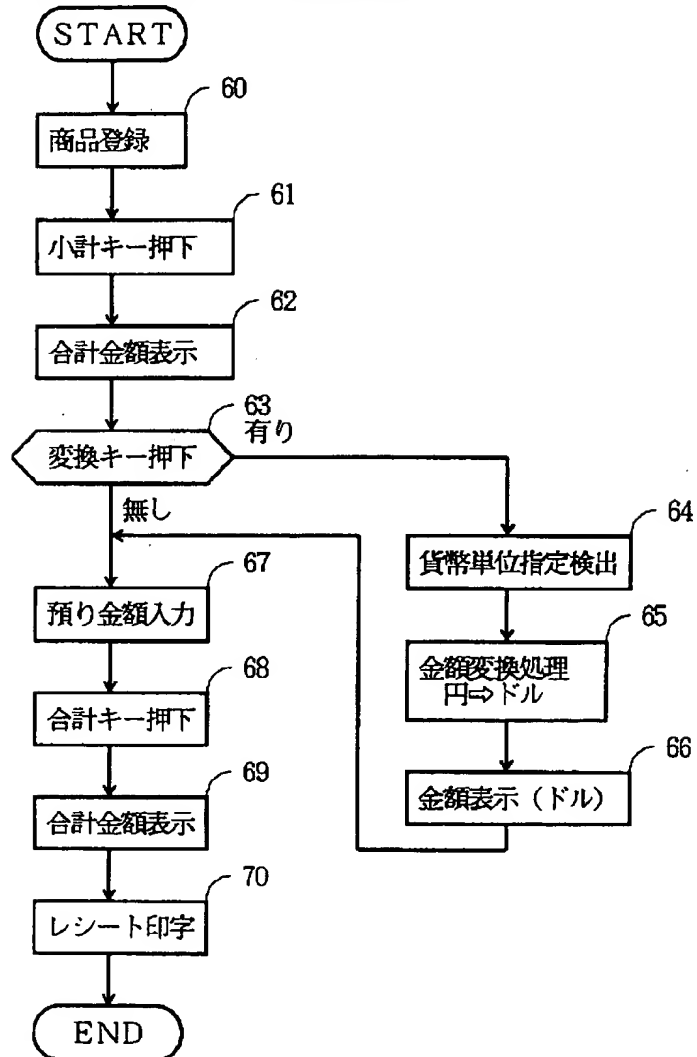 START
60
商品登録
61
小計キー押下
62
合計金額表示
63
変換キー押下
有り
無し
64
貨幣単位指定検出
65
金額変換処理
円⇒ドル
66
金額表示（ドル）
67
預り金額入力
68
合計キー押下
69
合計金額表示
70
レシート印字
END